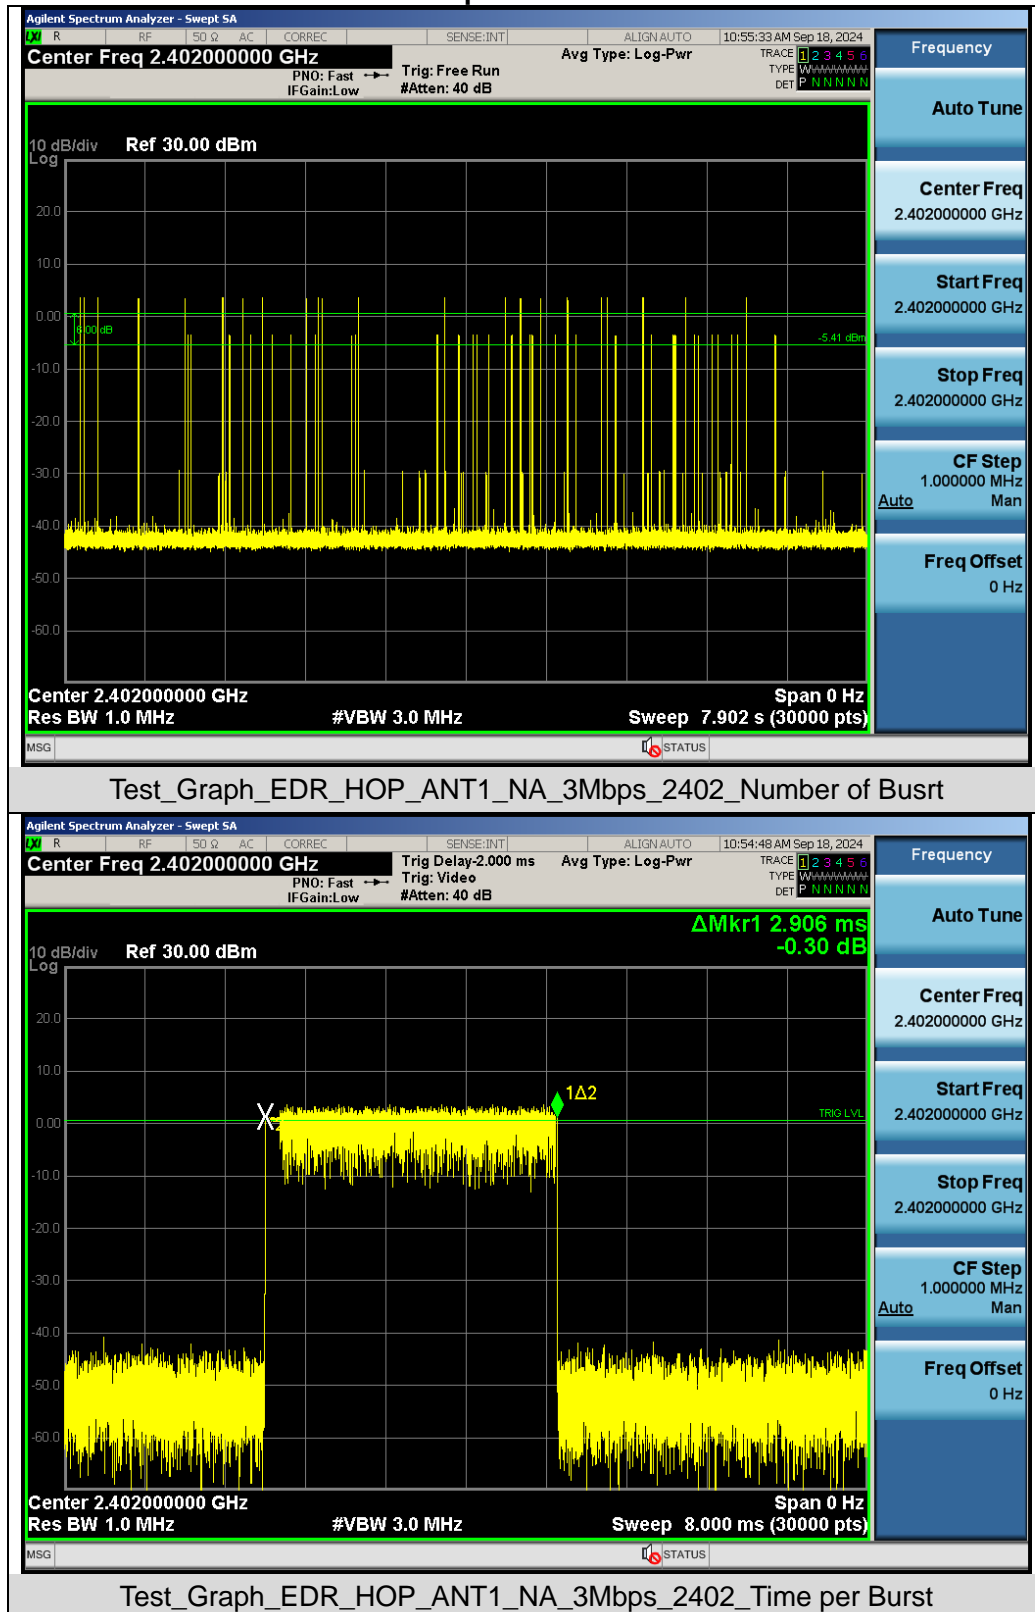 Agilent Spectrum Analyzer - Swept SA
LXI R RF 50 Ω AC CORREC SENSE:INT ALIGN AUTO 10:55:33 AM Sep 18, 2024
Center Freq 2.402000000 GHz
PNO: Fast
IFGain:Low
Trig: Free Run
#Atten: 40 dB
Avg Type: Log-Pwr
TRACE 1 2 3 4 5 6
TYPE W
DET P N N N N N
Frequency
Auto Tune
Center Freq
2.402000000 GHz
Start Freq
2.402000000 GHz
Stop Freq
2.402000000 GHz
CF Step
1.000000 MHz
Auto Man
Freq Offset
0 Hz
10 dB/div Ref 30.00 dBm
Log
20.0
10.0
0.00
6.00 dB
-5.41 dBm
-10.0
-20.0
-30.0
-40.0
-50.0
-60.0
Center 2.402000000 GHz Span 0 Hz
Res BW 1.0 MHz #VBW 3.0 MHz Sweep 7.902 s (30000 pts)
MSG STATUS
Test_Graph_EDR_HOP_ANT1_NA_3Mbps_2402_Number of Busrt
Agilent Spectrum Analyzer - Swept SA
LXI R RF 50 Ω AC CORREC SENSE:INT ALIGN AUTO 10:54:48 AM Sep 18, 2024
Center Freq 2.402000000 GHz
PNO: Fast
IFGain:Low
Trig Delay-2.000 ms
Trig: Video
#Atten: 40 dB
Avg Type: Log-Pwr
TRACE 1 2 3 4 5 6
TYPE W
DET P N N N N N
Frequency
Auto Tune
Center Freq
2.402000000 GHz
Start Freq
2.402000000 GHz
Stop Freq
2.402000000 GHz
CF Step
1.000000 MHz
Auto Man
Freq Offset
0 Hz
ΔMkr1 2.906 ms
-0.30 dB
10 dB/div Ref 30.00 dBm
Log
20.0
10.0
1Δ2
TRIG LVL
0.00
-10.0
-20.0
-30.0
-40.0
-50.0
-60.0
Center 2.402000000 GHz Span 0 Hz
Res BW 1.0 MHz #VBW 3.0 MHz Sweep 8.000 ms (30000 pts)
MSG STATUS
Test_Graph_EDR_HOP_ANT1_NA_3Mbps_2402_Time per Burst